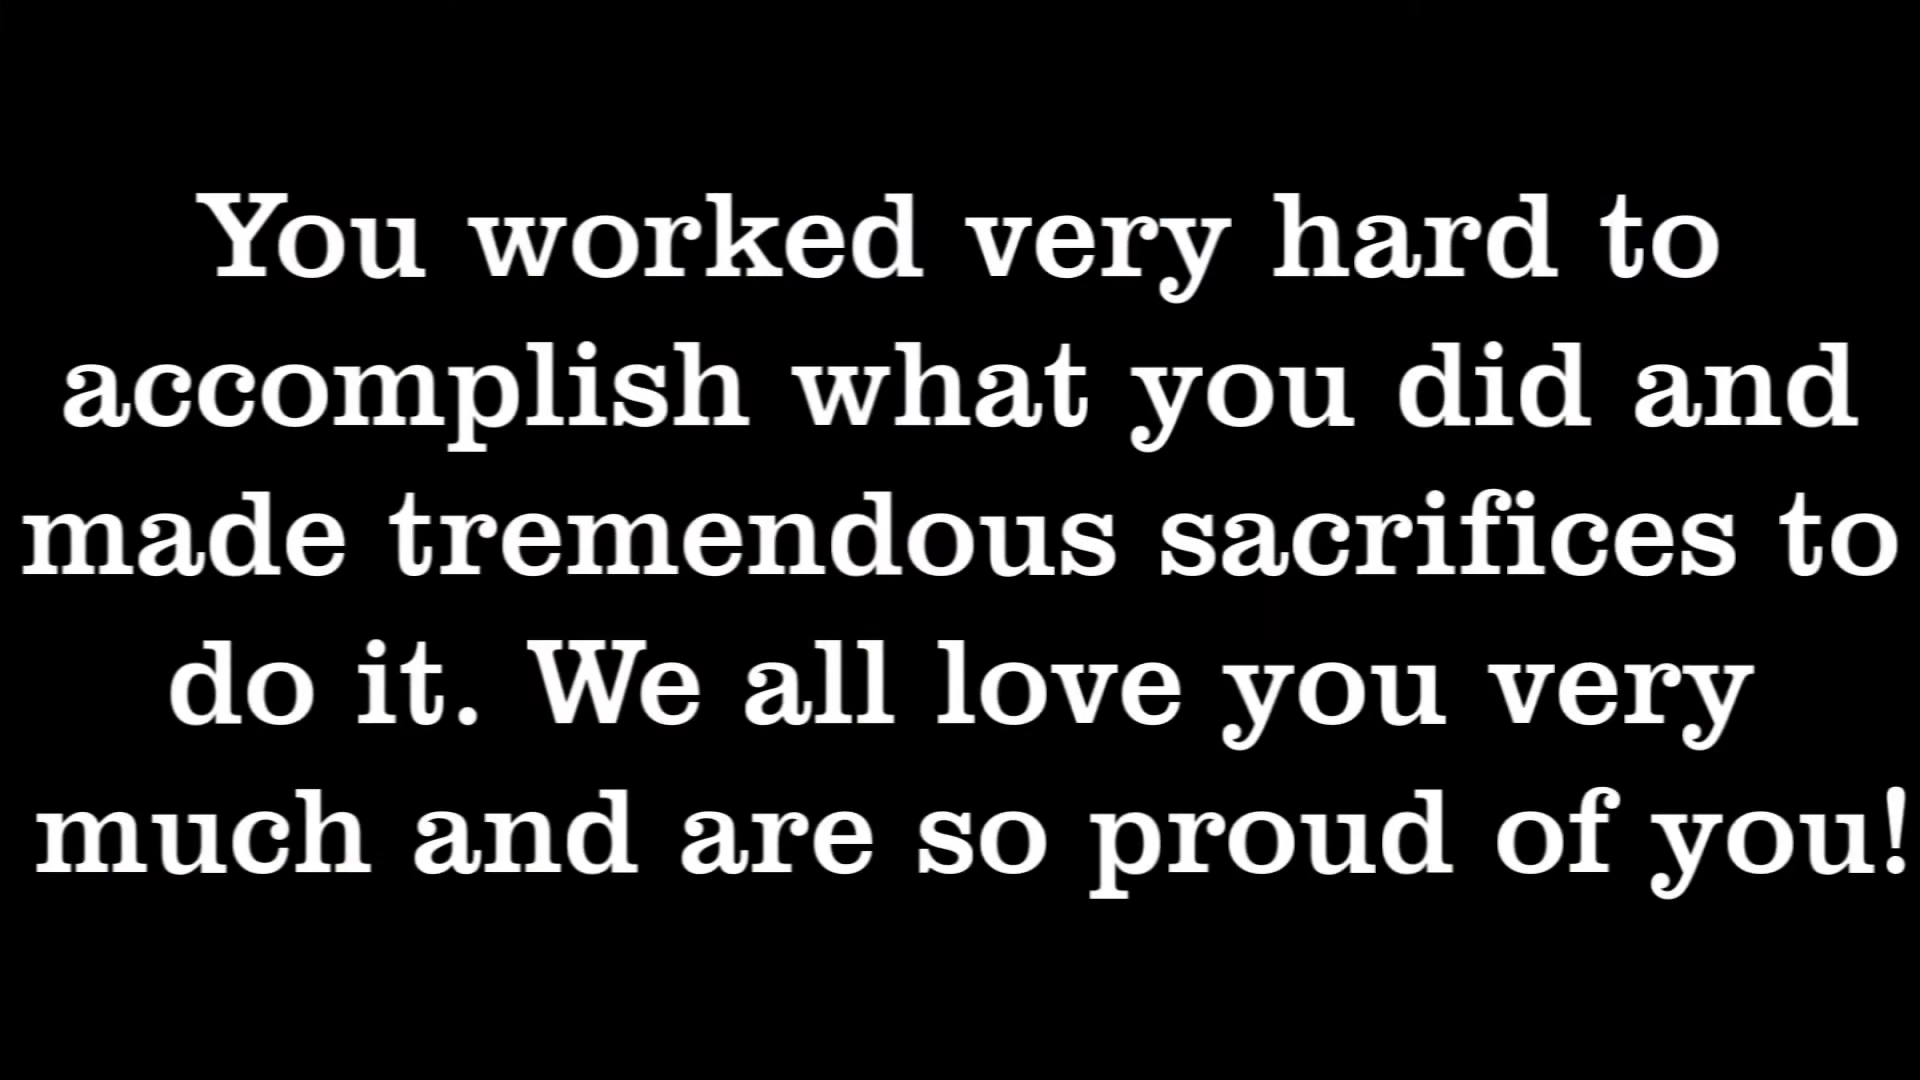 You worked very hard to
accomplish what you did and
made tremendous sacrifices to
do it. We all love you very
much and are so proud of you!